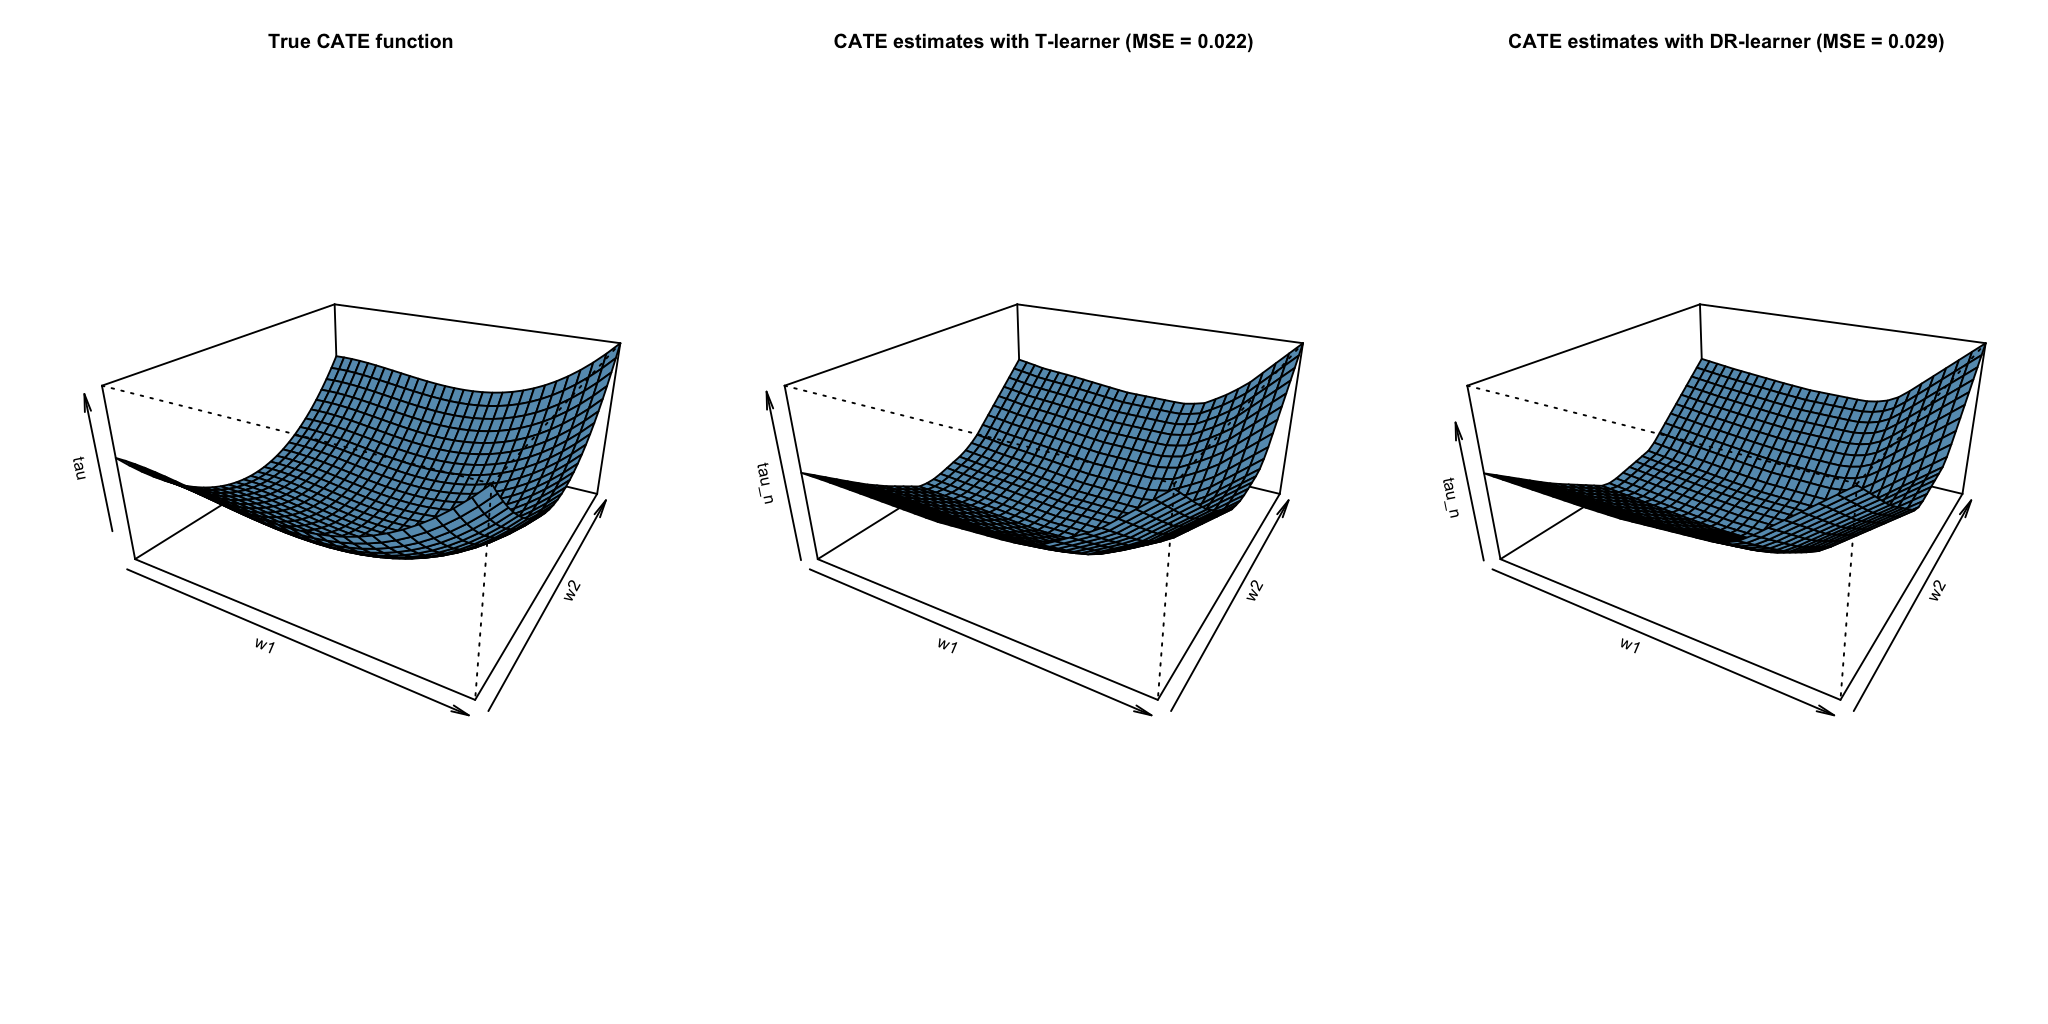 True CATE function
CATE estimates with T-learner (MSE = 0.022)
CATE estimates with DR-learner (MSE = 0.029)
tau
w1
w2
tau_n
w1
w2
tau_n
w1
w2